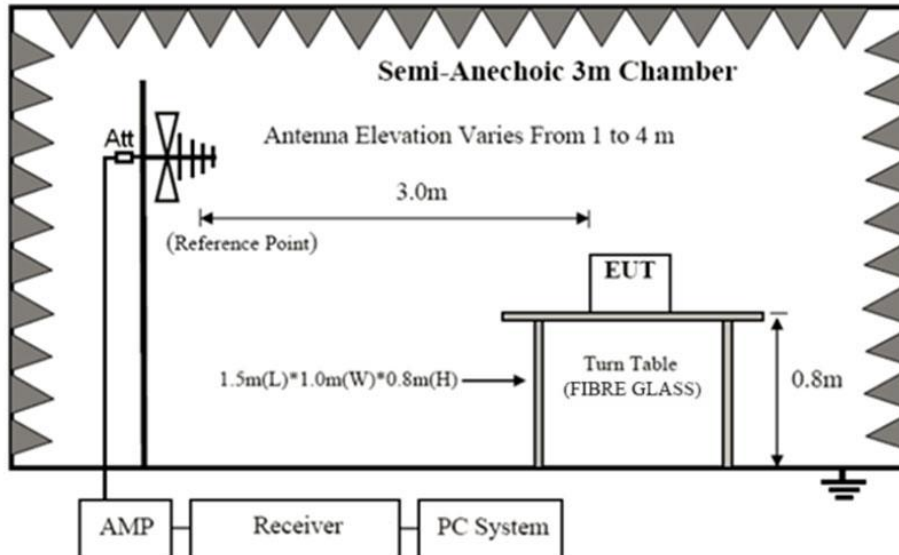 Semi-Anechoic 3m Chamber
Att
Antenna Elevation Varies From 1 to 4 m
3.0m
(Reference Point)
EUT
1.5m(L)*1.0m(W)*0.8m(H)
Turn Table
(FIBRE GLASS)
0.8m
AMP
Receiver
PC System